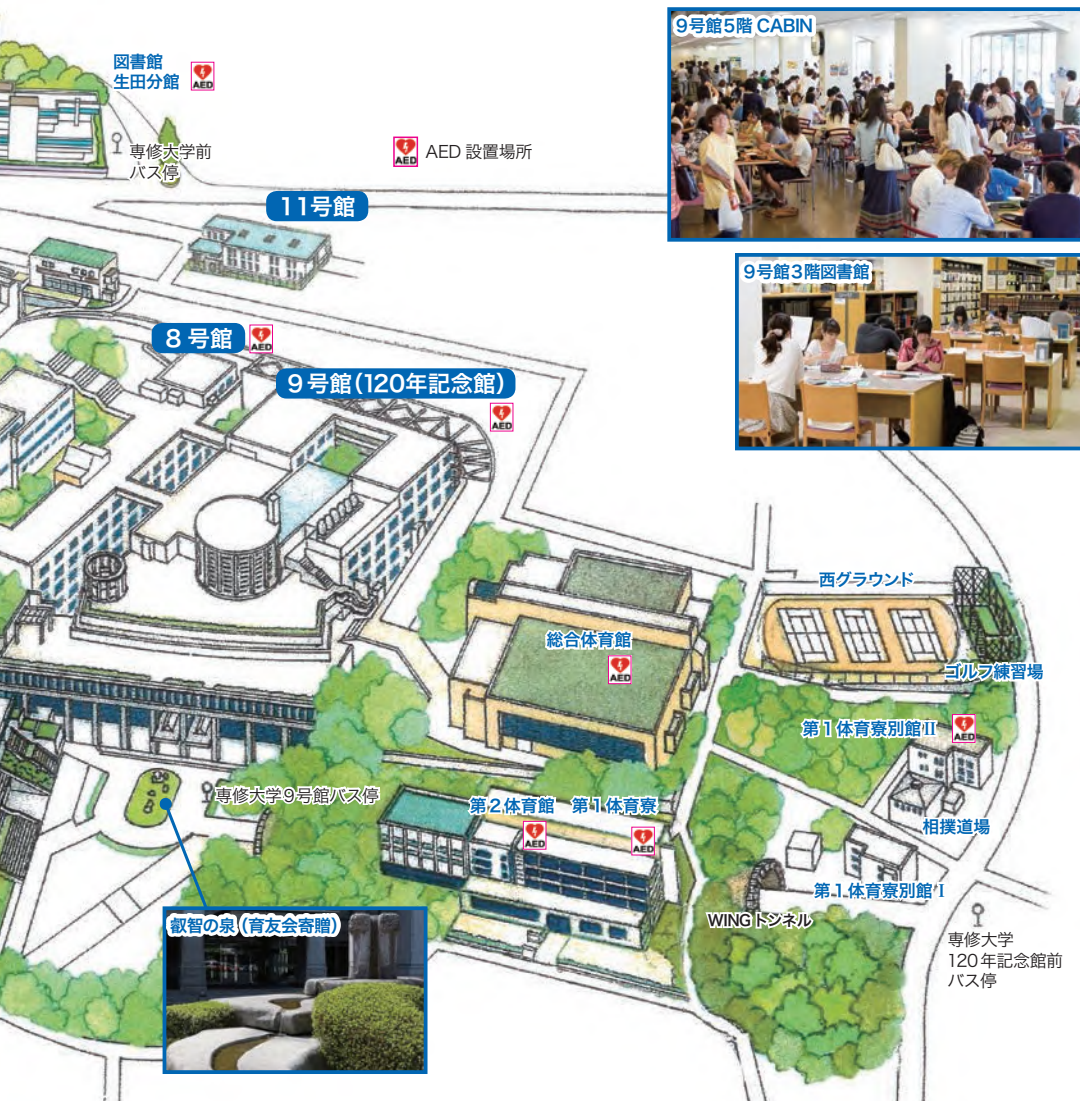 9号館5階 CABIN
図書館
生田分館
AED
専修大学前
バス停
AED
AED 設置場所
11号館
9号館3階図書館
8号館
AED
9号館(120年記念館)
AED
西グラウンド
総合体育館
AED
ゴルフ練習場
第1体育寮別館Ⅱ
AED
専修大学9号館バス停
第2体育館
第1体育寮
AED
AED
相撲道場
第1体育寮別館Ⅰ
WINGトンネル
叡智の泉(育友会寄贈)
専修大学
120年記念館前
バス停